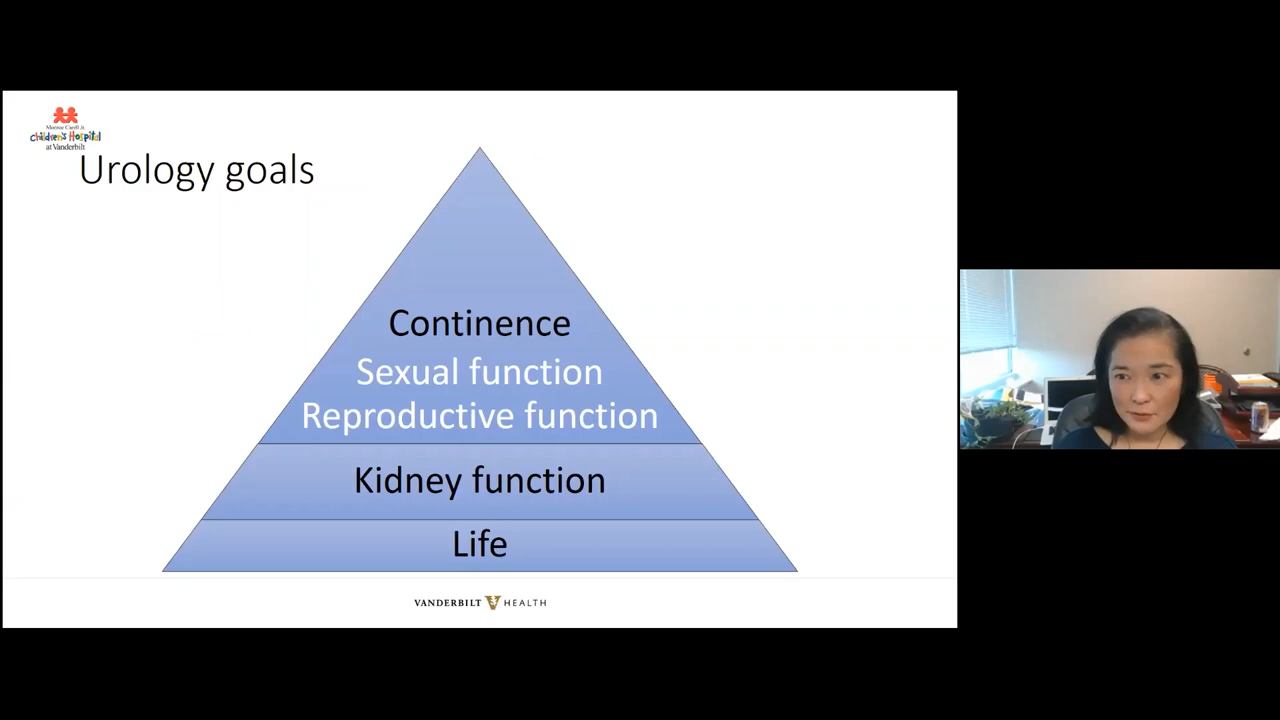 Monroe Carell Jr.
Children's Hospital
at Vanderbilt
Urology goals
Continence
Sexual function
Reproductive function
Kidney function
Life
VANDERBILT V HEALTH